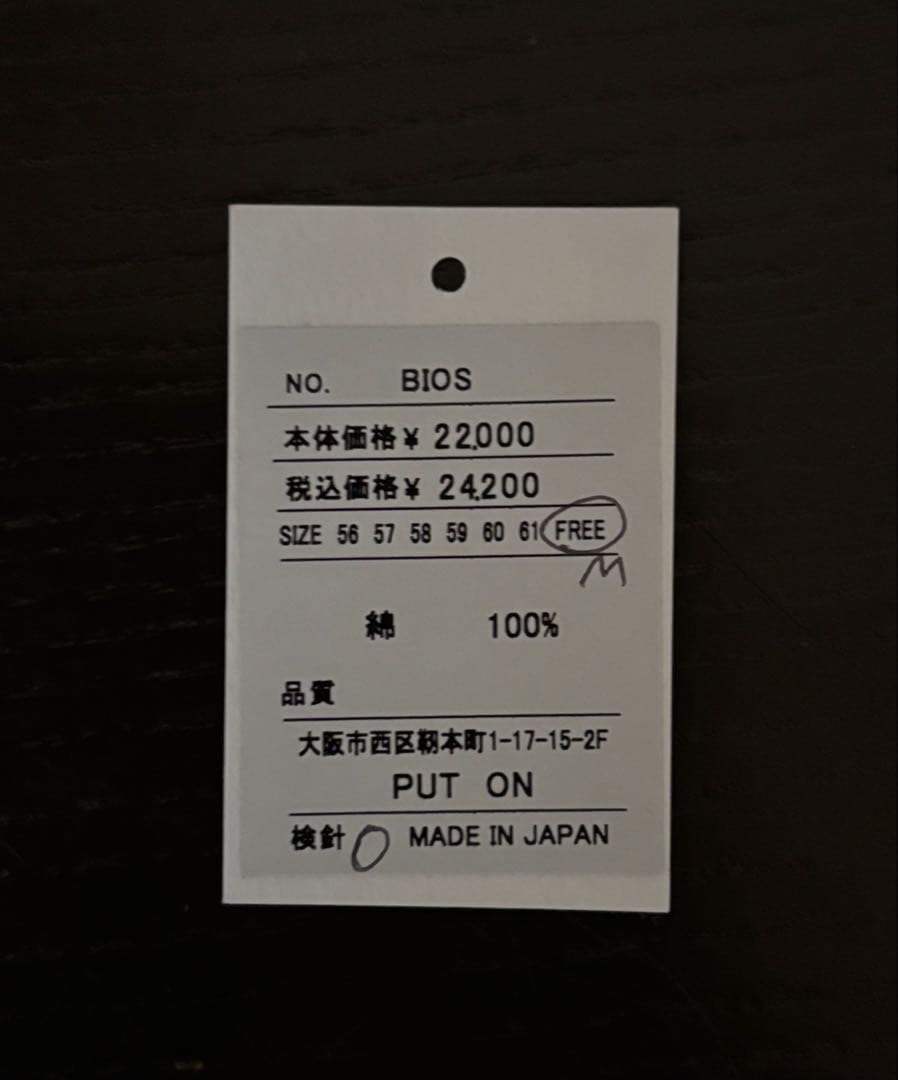 NO. BIOS
本体価格¥ 22,000
税込価格¥ 24,200
SIZE 56 57 58 59 60 61 FREE
M
綿 100%
品質
大阪市西区靭本町1-17-15-2F
PUT ON
検針 O MADE IN JAPAN